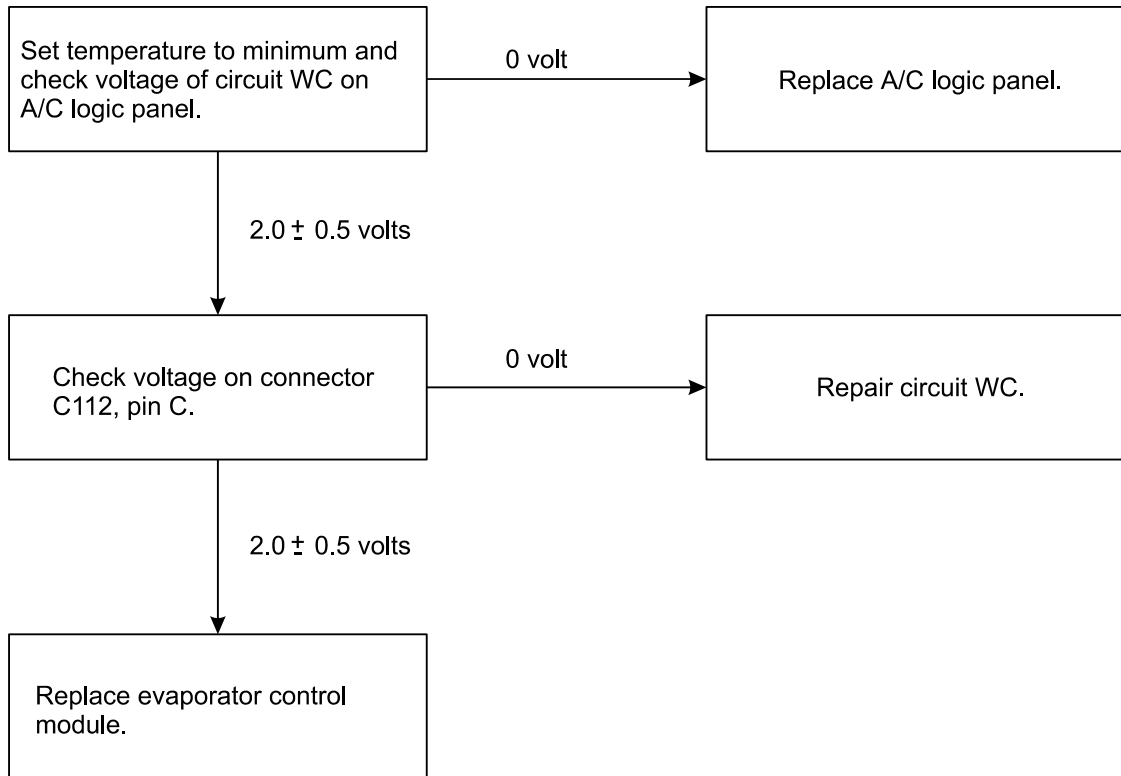 Set temperature to minimum and
check voltage of circuit WC on
A/C logic panel.
0 volt
Replace A/C logic panel.
2.0 ± 0.5 volts
Check voltage on connector
C112, pin C.
0 volt
Repair circuit WC.
2.0 ± 0.5 volts
Replace evaporator control
module.